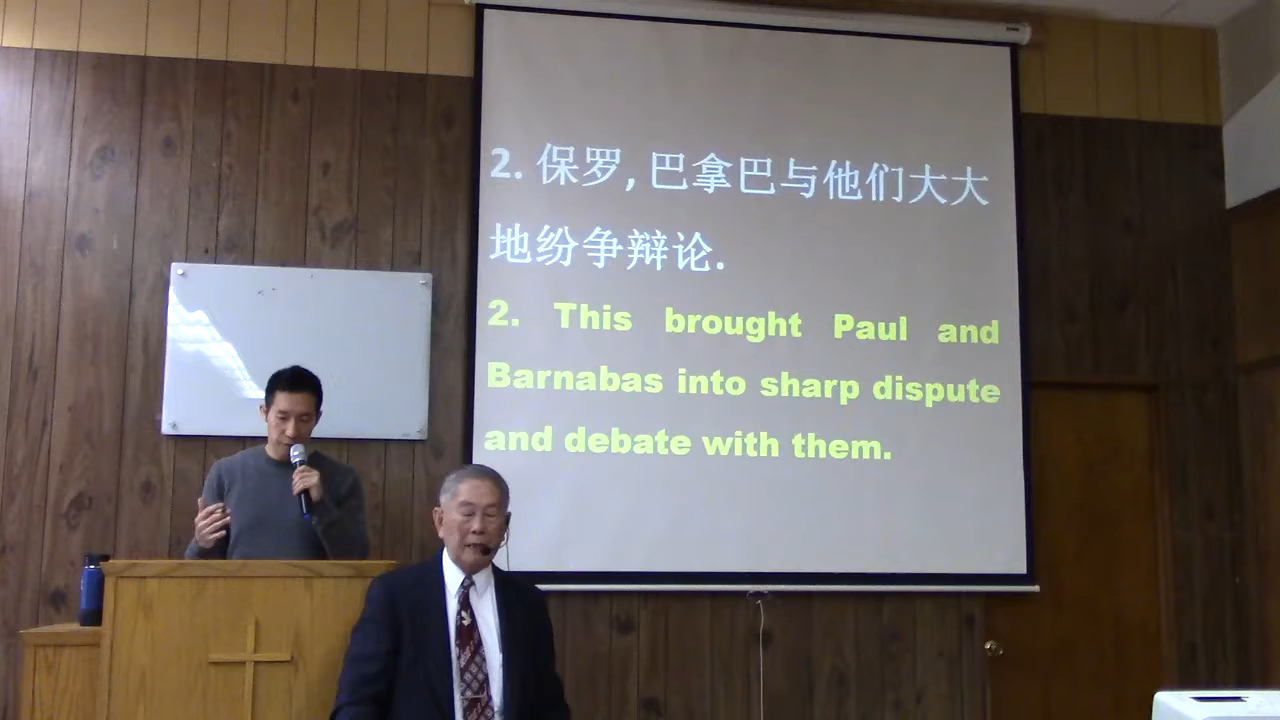 2. 保罗, 巴拿巴与他们大大
地纷争辩论.
2. This brought Paul and
Barnabas into sharp dispute
and debate with them.